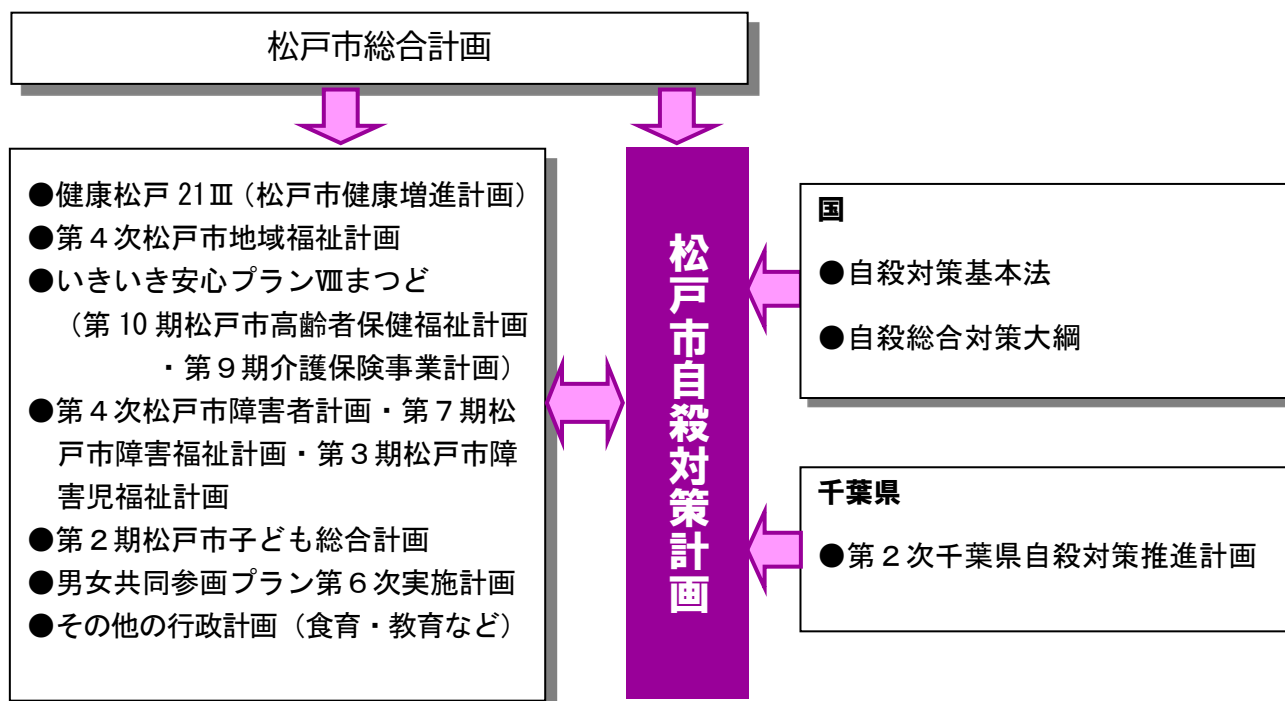 松戸市総合計画
●健康松戸 21Ⅲ（松戸市健康増進計画）
●第４次松戸市地域福祉計画
●いきいき安心プランⅧまつど
（第 10 期松戸市高齢者保健福祉計画
・第９期介護保険事業計画）
●第４次松戸市障害者計画・第７期松
戸市障害福祉計画・第３期松戸市障
害児福祉計画
●第２期松戸市子ども総合計画
●男女共同参画プラン第６次実施計画
●その他の行政計画（食育・教育など）
松戸市自殺対策計画
国
●自殺対策基本法
●自殺総合対策大綱
千葉県
●第２次千葉県自殺対策推進計画